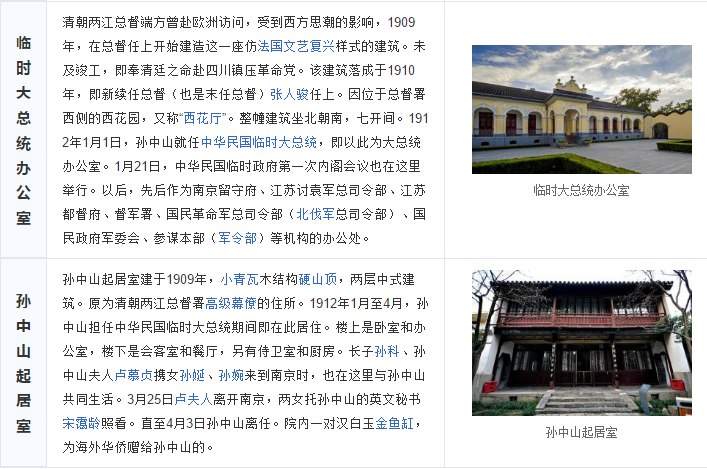 临时大总统办公室
清朝两江总督端方曾赴欧洲访问，受到西方思潮的影响，1909
年，在总督任上开始建造这一座仿法国文艺复兴样式的建筑。未
及竣工，即奉清廷之命赴四川镇压革命党。该建筑落成于1910
年，即新续任总督（也是末任总督）张人骏任上。因位于总督署
西侧的西花园，又称“西花厅”。整幢建筑坐北朝南，七开间。191
2年1月1日，孙中山就任中华民国临时大总统，即以此为大总统
办公室。1月21日，中华民国临时政府第一次内阁会议也在这里
举行。以后，先后作为南京留守府、江苏讨袁军总司令部、江苏
都督府、督军署、国民革命军总司令部（北伐军总司令部）、国
民政府军委会、参谋本部（军令部）等机构的办公处。
临时大总统办公室
孙中山起居室
孙中山起居室建于1909年，小青瓦木结构硬山顶，两层中式建
筑。原为清朝两江总督署高级幕僚的住所。1912年1月至4月，孙
中山担任中华民国临时大总统期间即在此居住。楼上是卧室和办
公室，楼下是会客室和餐厅，另有侍卫室和厨房。长子孙科、孙
中山夫人卢慕贞携女孙娫、孙婉来到南京时，也在这里与孙中山
共同生活。3月25日卢夫人离开南京，两女托孙中山的英文秘书
宋霭龄照看。直至4月3日孙中山离任。院内一对汉白玉金鱼缸，
为海外华侨赠给孙中山的。
孙中山起居室